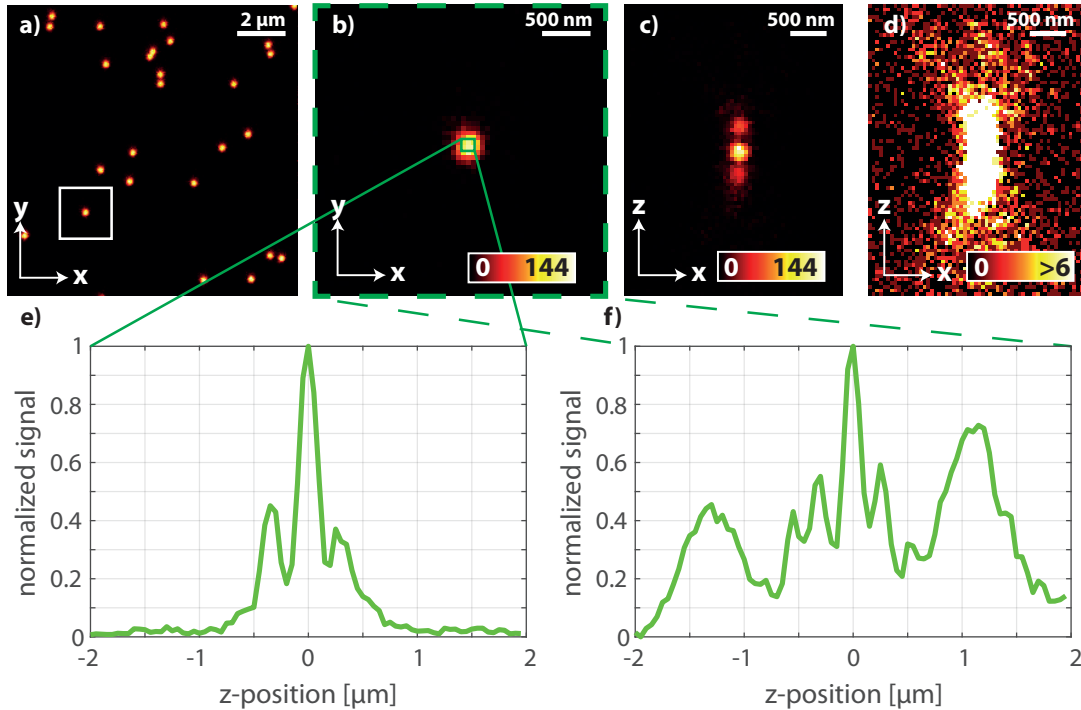 a)
2 µm
y
x
b)
500 nm
y
x
0 144
c)
500 nm
z
x
d)
500 nm
z
x
0 >6
e)
1
0.8
0.6
0.4
0.2
0
-2 -1 0 1 2
normalized signal
z-position [µm]
f)
1
0.8
0.6
0.4
0.2
0
-2 -1 0 1 2
normalized signal
z-position [µm]